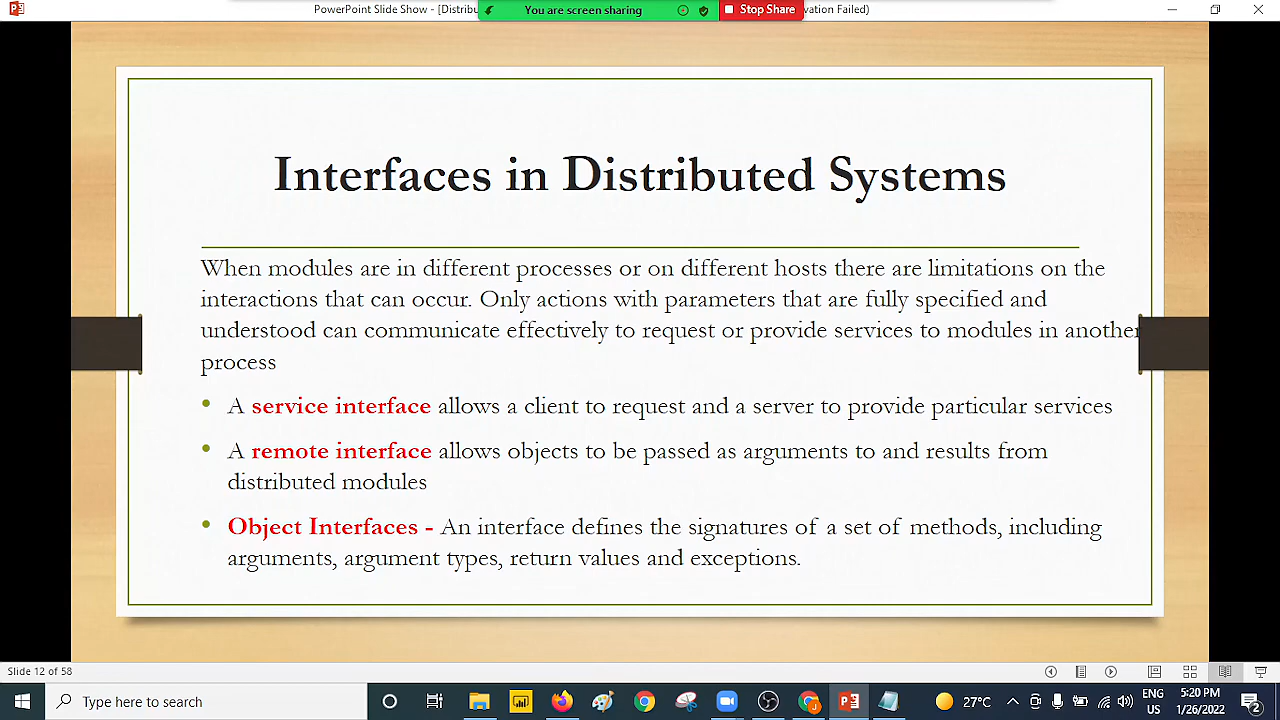 PowerPoint Slide Show - [Distribu
You are screen sharing
Stop Share
vation Failed)
Interfaces in Distributed Systems
When modules are in different processes or on different hosts there are limitations on the
interactions that can occur. Only actions with parameters that are fully specified and
understood can communicate effectively to request or provide services to modules in another
process
• A service interface allows a client to request and a server to provide particular services
• A remote interface allows objects to be passed as arguments to and results from
distributed modules
• Object Interfaces - An interface defines the signatures of a set of methods, including
arguments, argument types, return values and exceptions.
Slide 12 of 58
Type here to search
27°C
ENG
US
5:20 PM
1/26/2022
2